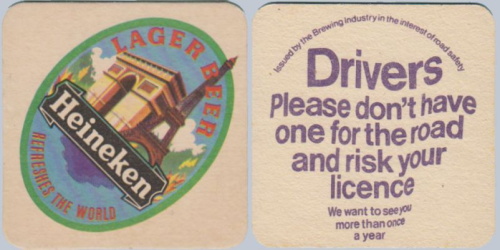 LAGER BEER
Heineken
REFRESHES THE WORLD
Issued by the Brewing Industry in the interest of road safety
Drivers
Please don't have
one for the road
and risk your
licence
We want to see you
more than once
a year